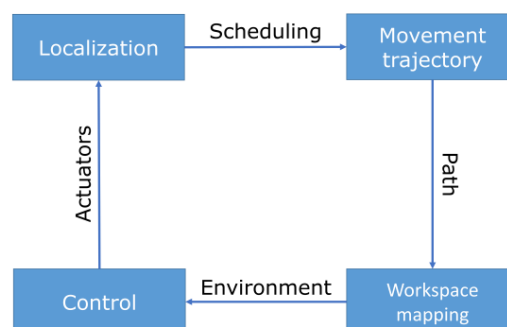 Localization
Scheduling
Movement
trajectory
Actuators
Path
Control
Environment
Workspace
mapping